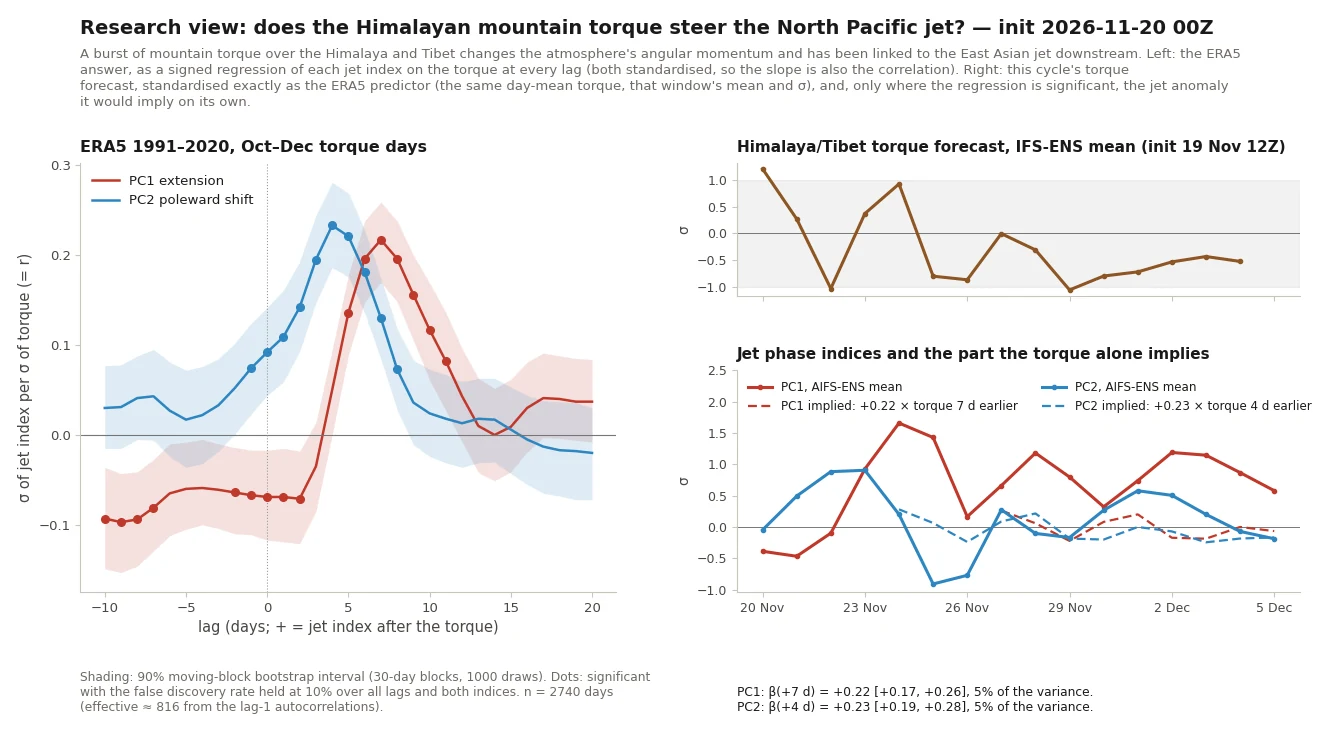 Research view: does the Himalayan mountain torque steer the North Pacific jet? — init 2026-11-20 00Z
A burst of mountain torque over the Himalaya and Tibet changes the atmosphere's angular momentum and has been linked to the East Asian jet downstream. Left: the ERA5
answer, as a signed regression of each jet index on the torque at every lag (both standardised, so the slope is also the correlation). Right: this cycle's torque
forecast, standardised exactly as the ERA5 predictor (the same day-mean torque, that window's mean and σ), and, only where the regression is significant, the jet anomaly
it would imply on its own.
ERA5 1991–2020, Oct–Dec torque days
PC1 extension
PC2 poleward shift
0.3
0.2
0.1
0.0
−0.1
σ of jet index per σ of torque (= r)
−10
−5
0
5
10
15
20
lag (days; + = jet index after the torque)
Shading: 90% moving-block bootstrap interval (30-day blocks, 1000 draws). Dots: significant
with the false discovery rate held at 10% over all lags and both indices. n = 2740 days
(effective ≈ 816 from the lag-1 autocorrelations).
Himalaya/Tibet torque forecast, IFS-ENS mean (init 19 Nov 12Z)
1.0
0.5
0.0
−0.5
−1.0
σ
Jet phase indices and the part the torque alone implies
PC1, AIFS-ENS mean
PC1 implied: +0.22 × torque 7 d earlier
PC2, AIFS-ENS mean
PC2 implied: +0.23 × torque 4 d earlier
2.5
2.0
1.5
1.0
0.5
0.0
−0.5
−1.0
σ
20 Nov
23 Nov
26 Nov
29 Nov
2 Dec
5 Dec
PC1: β(+7 d) = +0.22 [+0.17, +0.26], 5% of the variance.
PC2: β(+4 d) = +0.23 [+0.19, +0.28], 5% of the variance.